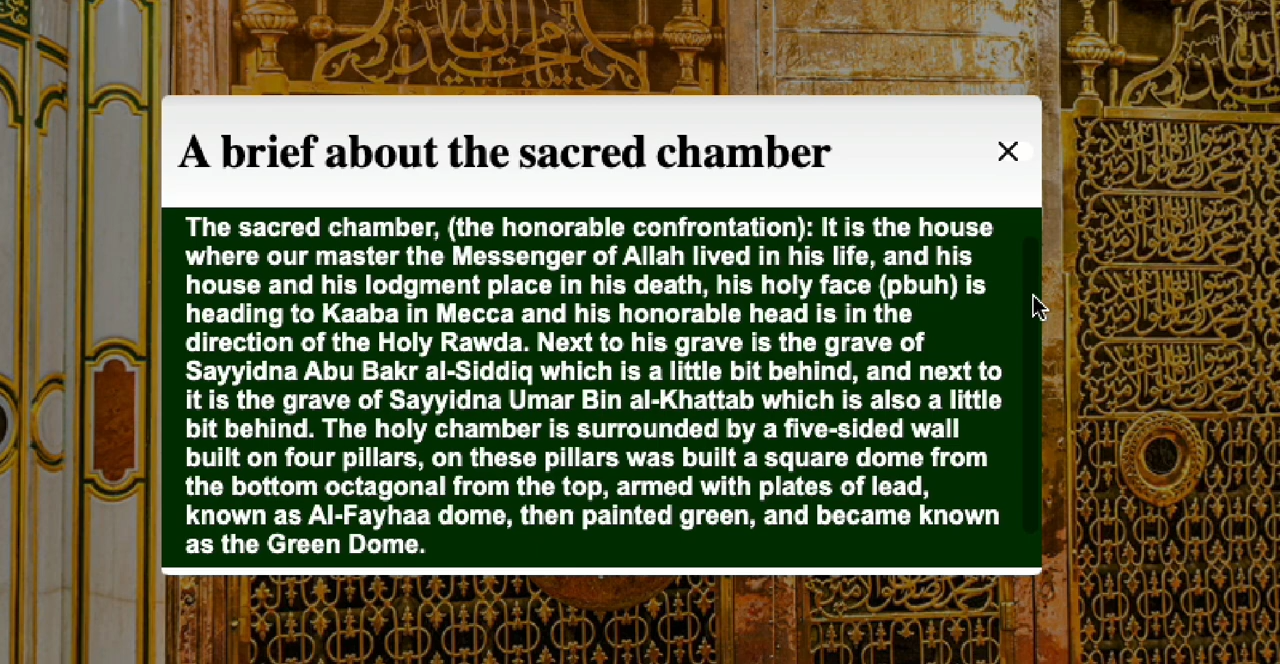 A brief about the sacred chamber
The sacred chamber, (the honorable confrontation): It is the house
where our master the Messenger of Allah lived in his life, and his
house and his lodgment place in his death, his holy face (pbuh) is
heading to Kaaba in Mecca and his honorable head is in the
direction of the Holy Rawda. Next to his grave is the grave of
Sayyidna Abu Bakr al-Siddiq which is a little bit behind, and next to
it is the grave of Sayyidna Umar Bin al-Khattab which is also a little
bit behind. The holy chamber is surrounded by a five-sided wall
built on four pillars, on these pillars was built a square dome from
the bottom octagonal from the top, armed with plates of lead,
known as Al-Fayhaa dome, then painted green, and became known
as the Green Dome.